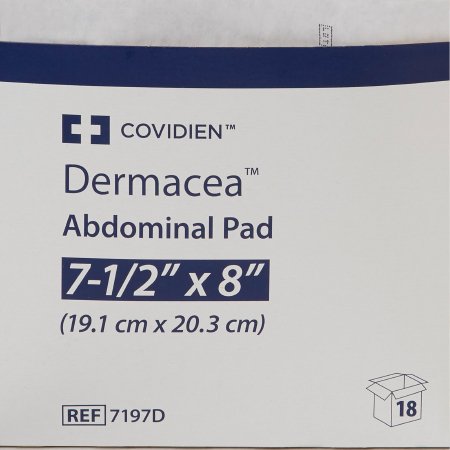 COVIDIEN™
Dermacea™
Abdominal Pad
7-1/2” x 8”
(19.1 cm x 20.3 cm)
REF 7197D
18